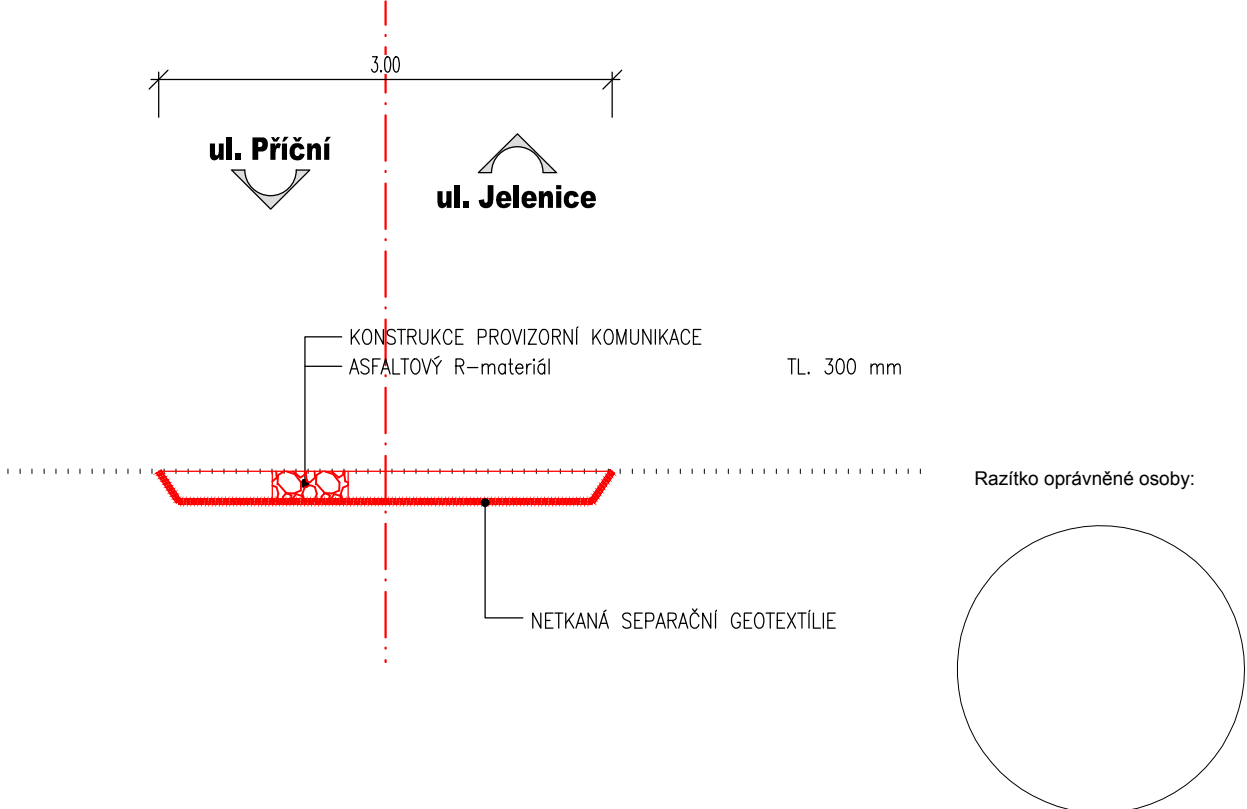 3.00
ul. Příční
ul. Jelenice
KONSTRUKCE PROVIZORNÍ KOMUNIKACE
ASFALTOVÝ R-materiál TL. 300 mm
Razítko oprávněné osoby:
NETKANÁ SEPARAČNÍ GEOTEXTÍLIE